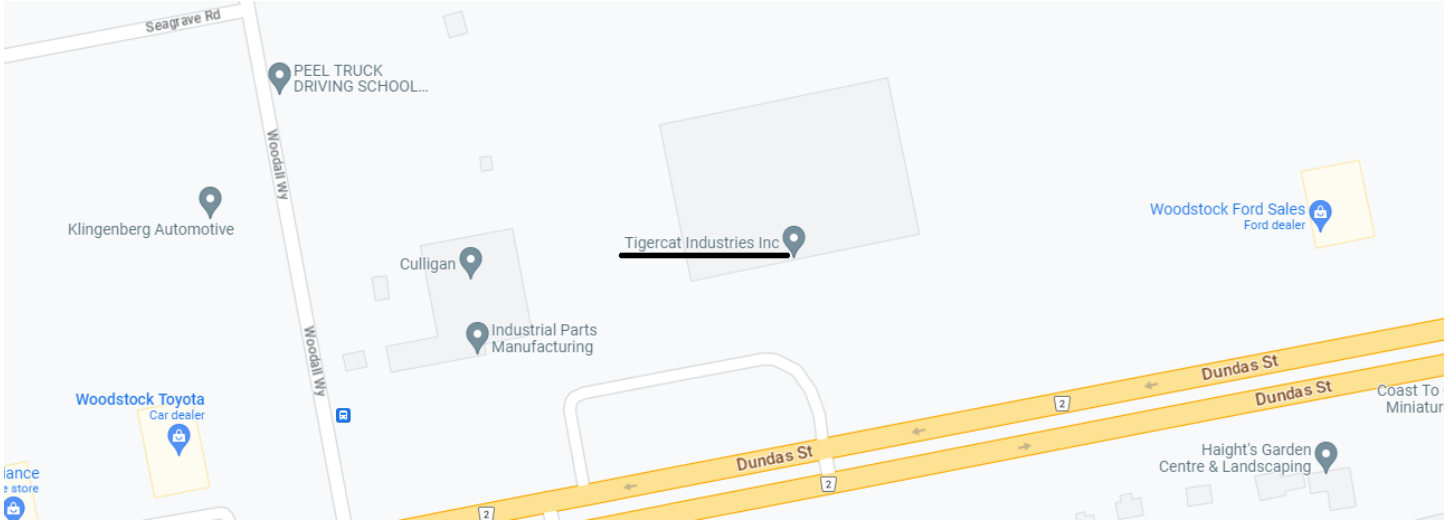 Seagrave Rd
PEEL TRUCK
DRIVING SCHOOL...
Woodall Wy
Klingenberg Automotive
Woodstock Ford Sales
Ford dealer
Tigercat Industries Inc
Culligan
Industrial Parts
Manufacturing
Woodall Wy
Dundas St
Dundas St
Woodstock Toyota
Car dealer
2
Coast To
Miniatur
Dundas St
Haight's Garden
Centre & Landscaping
iance
e store
2
2